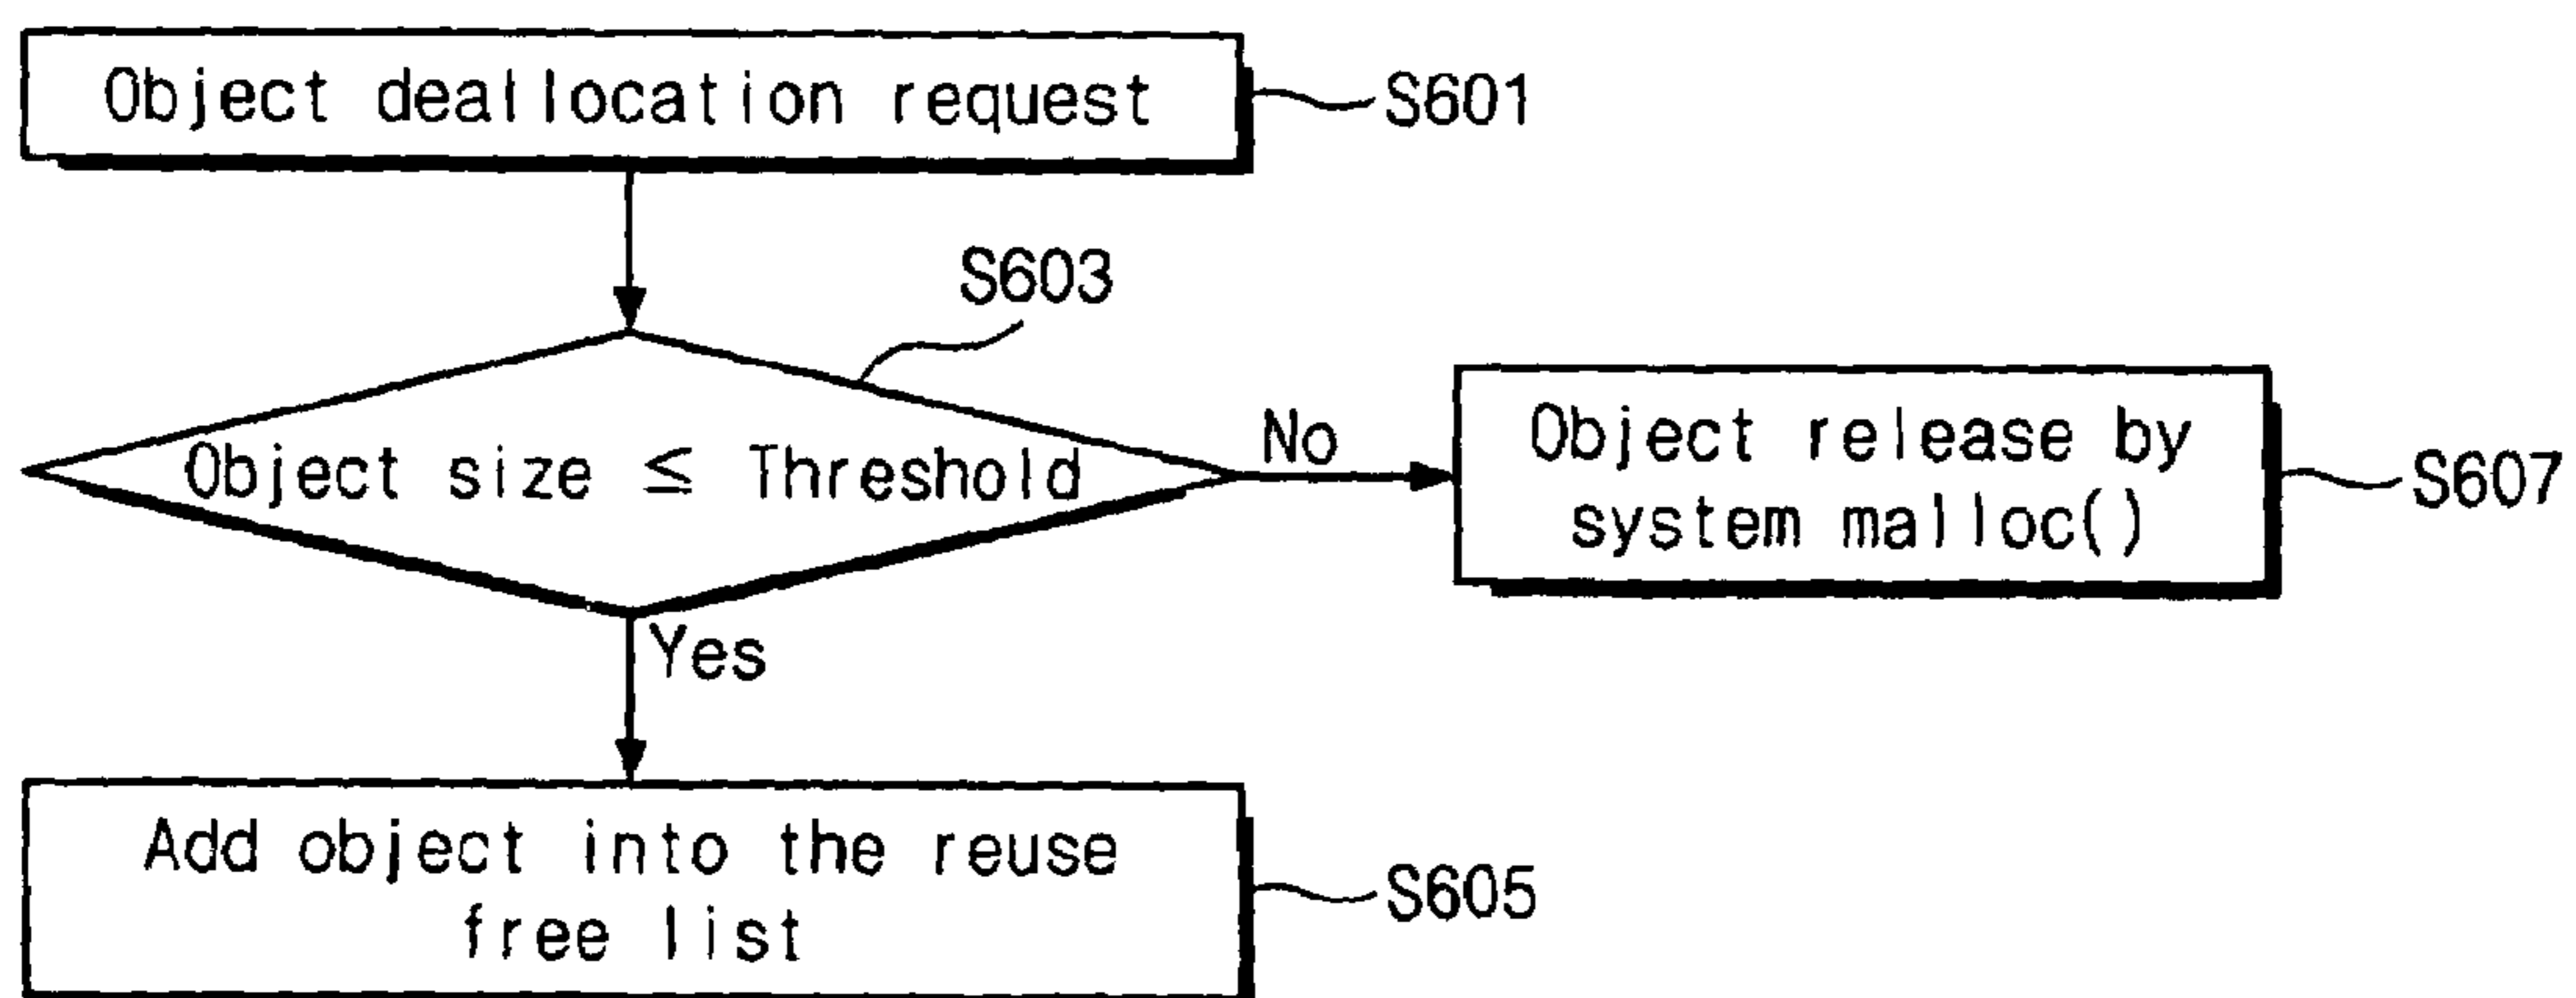 Object deallocation request
S601
S603
Object size ≤ Threshold
No
Object release by
system malloc()
S607
Yes
Add object into the reuse
free list
S605